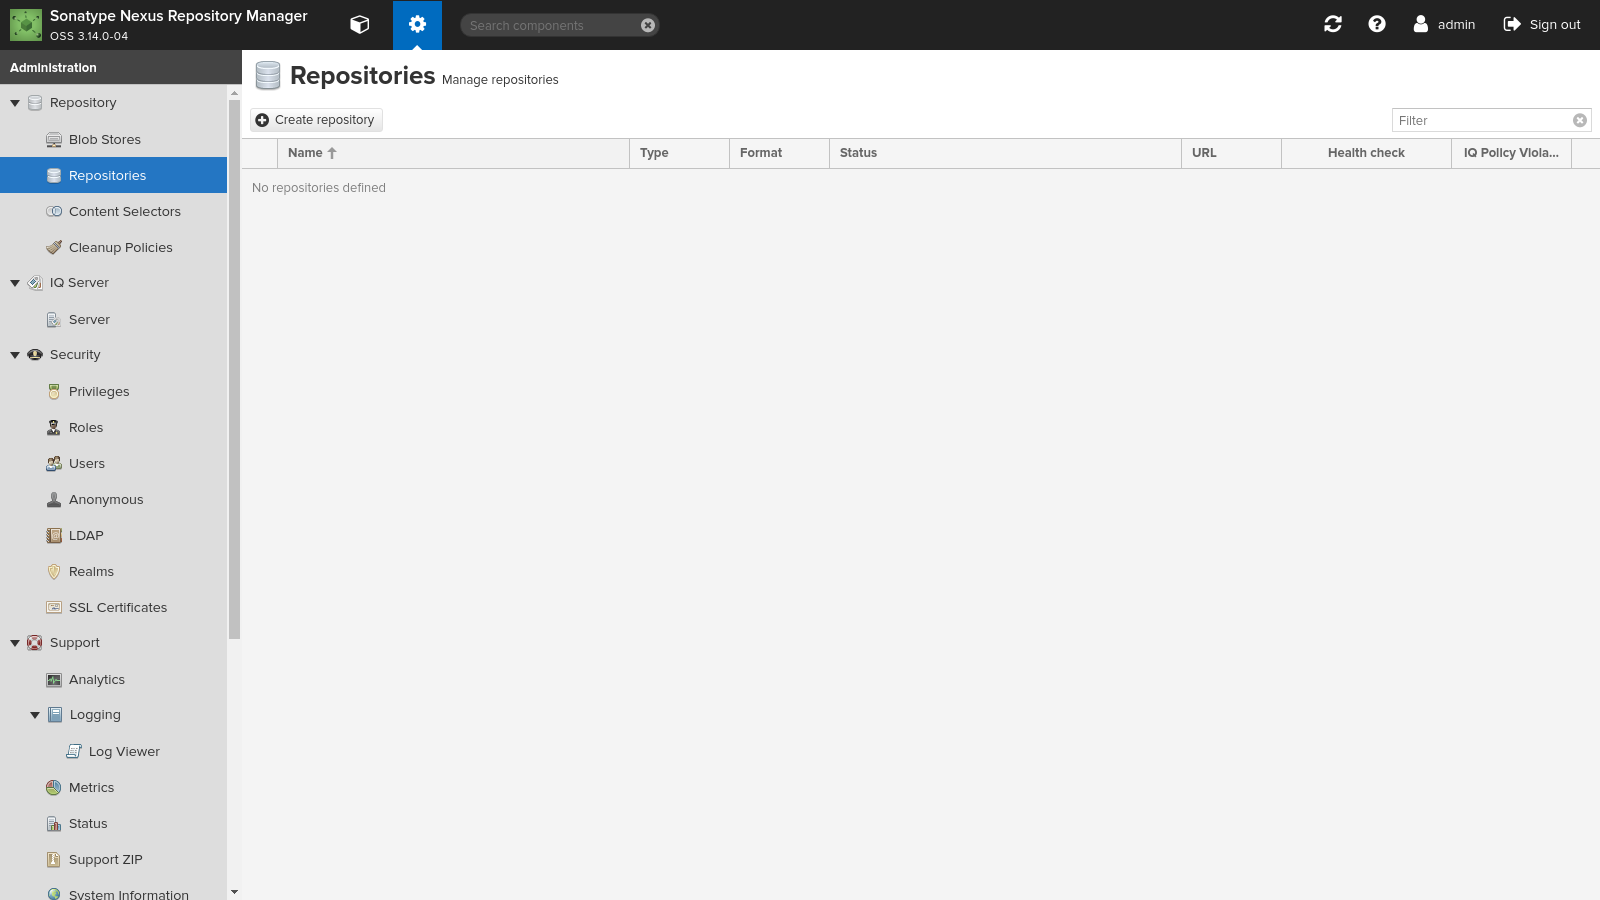 Sonatype Nexus Repository Manager
OSS 3.14.0-04
Search components
admin
Sign out
Administration
Repository
Blob Stores
Repositories
Content Selectors
Cleanup Policies
IQ Server
Server
Security
Privileges
Roles
Users
Anonymous
LDAP
Realms
SSL Certificates
Support
Analytics
Logging
Log Viewer
Metrics
Status
Support ZIP
System Information
Repositories Manage repositories
Create repository
Filter
Name Type Format Status URL Health check IQ Policy Viola...
No repositories defined